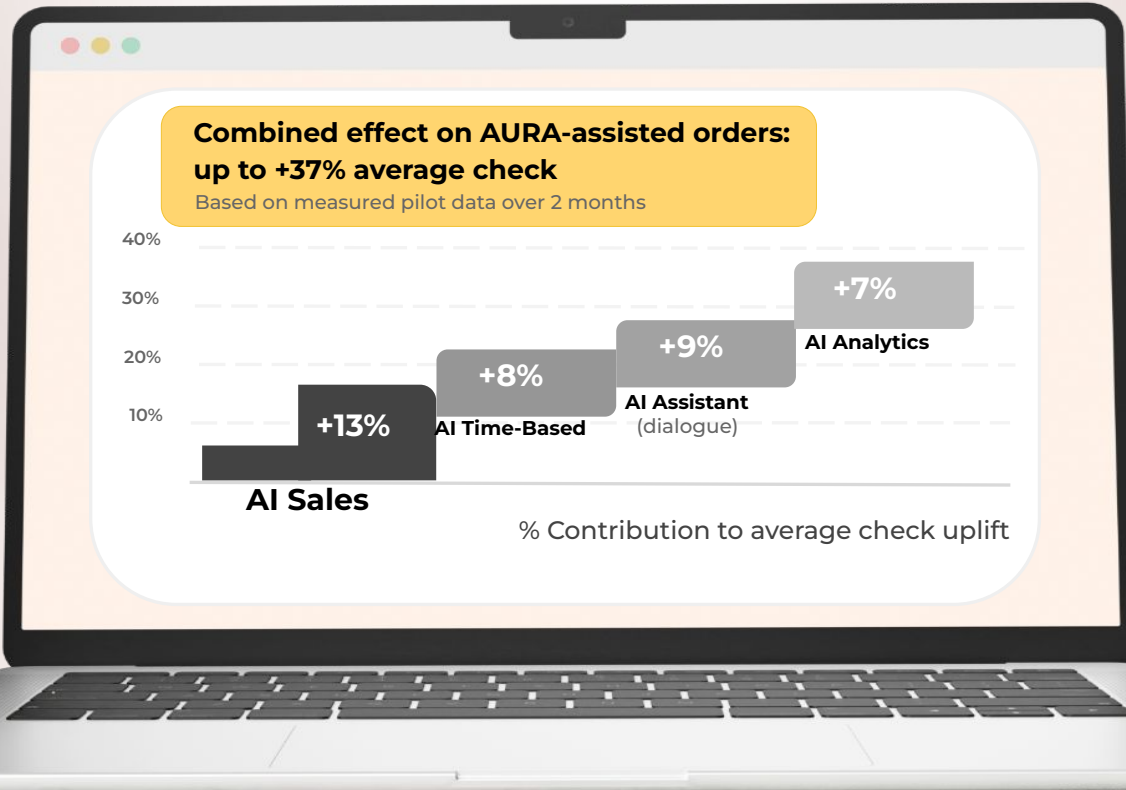 Combined effect on AURA-assisted orders:
up to +37% average check
Based on measured pilot data over 2 months
40%
30%
20%
10%
+7%
AI Analytics
+9%
AI Assistant
(dialogue)
+8%
AI Time-Based
+13%
AI Sales
% Contribution to average check uplift